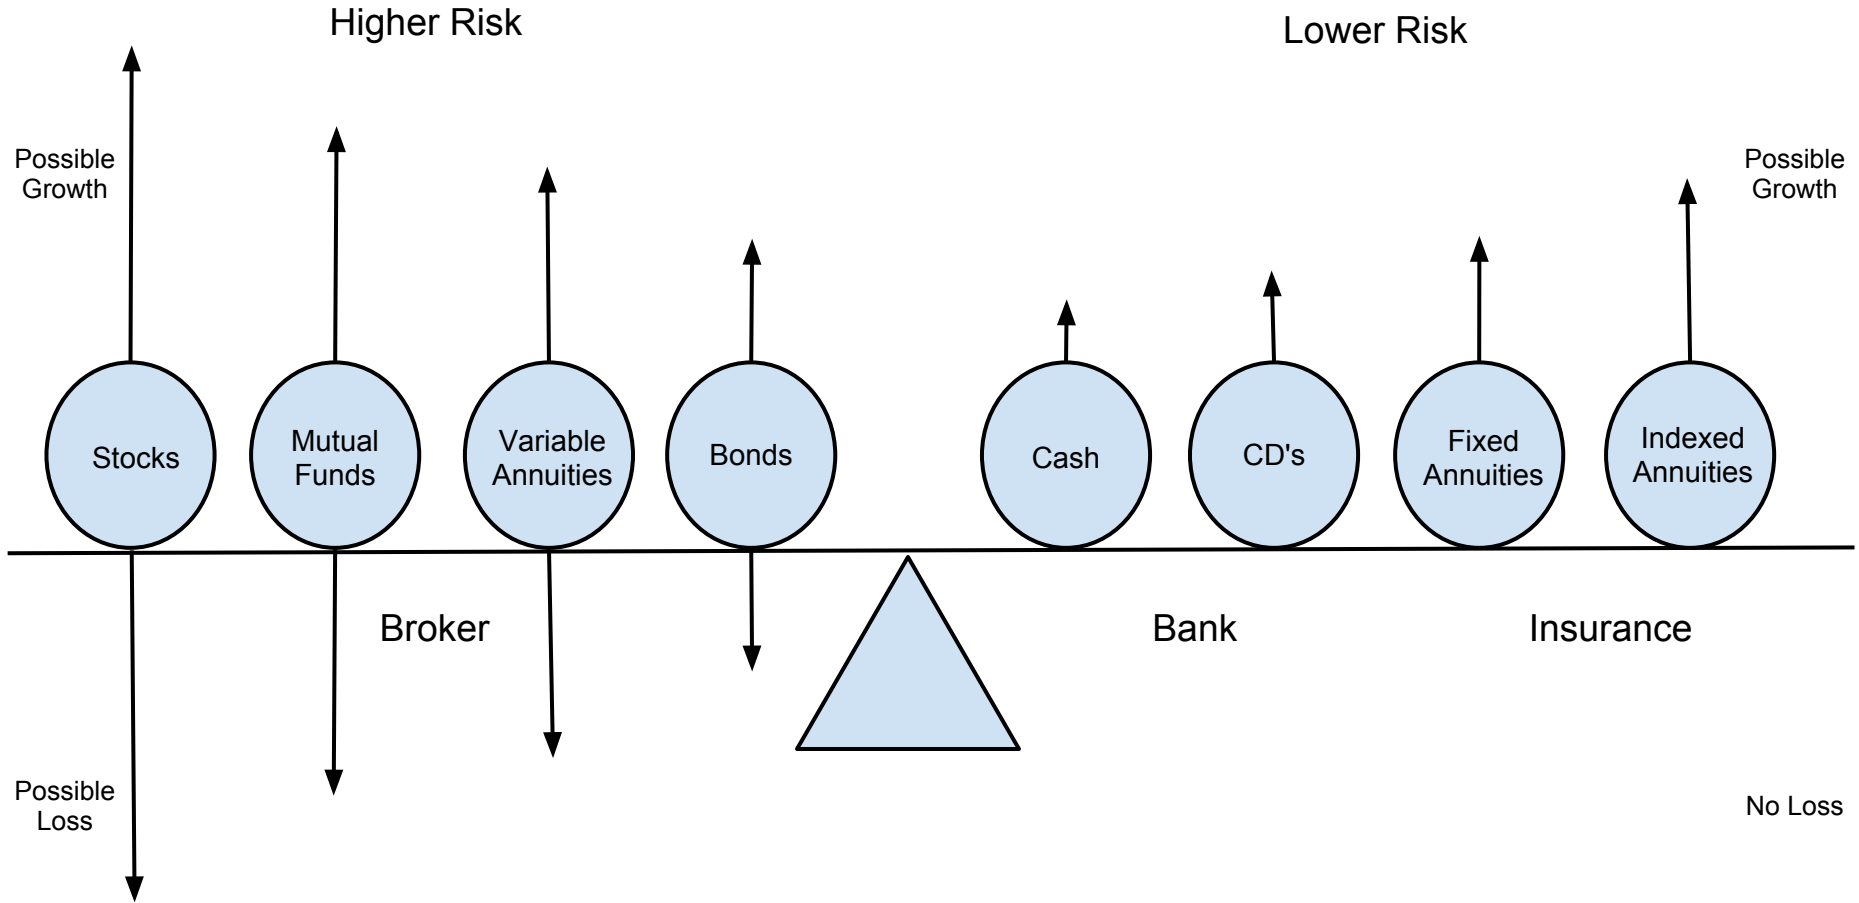 Higher Risk
Lower Risk
Possible
Growth
Possible
Growth
Stocks
Mutual
Funds
Variable
Annuities
Bonds
Cash
CD's
Fixed
Annuities
Indexed
Annuities
Broker
Bank
Insurance
Possible
Loss
No Loss